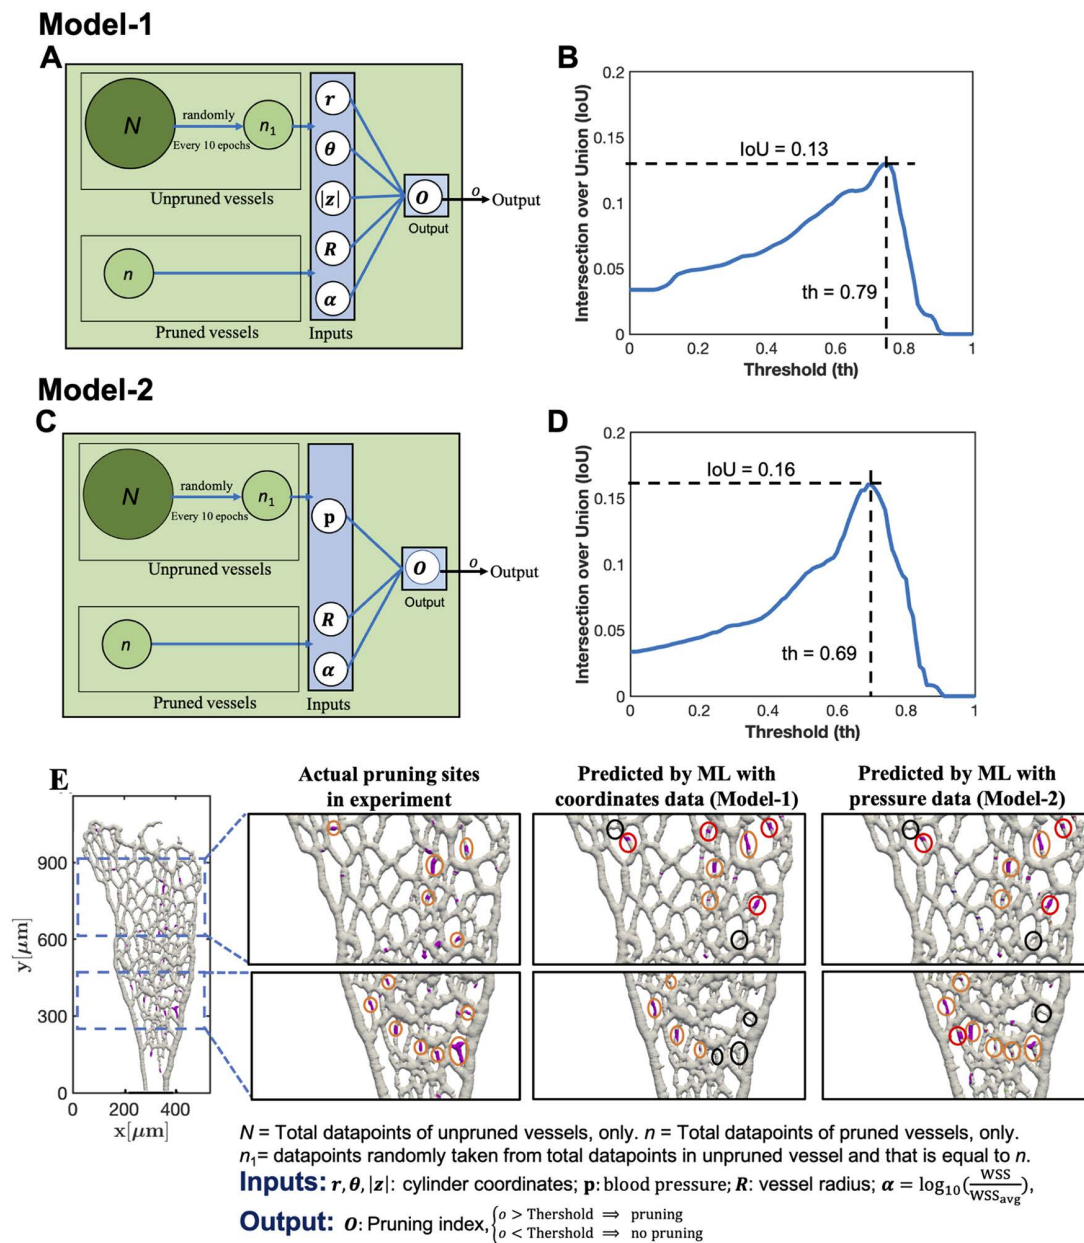 Model-1
A
N
randomly
Every 10 epochs
n₁
Unpruned vessels
n
Pruned vessels
r
θ
|z|
R
α
Inputs
O
Output
o
Output
B
Intersection over Union (IoU)
0.2
0.15
0.1
0.05
0
IoU = 0.13
th = 0.79
0 0.2 0.4 0.6 0.8 1
Threshold (th)
Model-2
C
N
randomly
Every 10 epochs
n₁
Unpruned vessels
n
Pruned vessels
p
R
α
Inputs
O
Output
o
Output
D
Intersection over Union (IoU)
0.2
0.15
0.1
0.05
0
IoU = 0.16
th = 0.69
0 0.2 0.4 0.6 0.8 1
Threshold (th)
E
y[μm]
900
600
300
0
0 200 400
x[μm]
Actual pruning sites
in experiment
Predicted by ML with
coordinates data (Model-1)
Predicted by ML with
pressure data (Model-2)
N = Total datapoints of unpruned vessels, only. n = Total datapoints of pruned vessels, only.
n₁= datapoints randomly taken from total datapoints in unpruned vessel and that is equal to n.
Inputs: r, θ, |z|: cylinder coordinates; p: blood pressure; R: vessel radius; α = log₁₀(WSS/WSSavg),
Output: O: Pruning index, { o > Thershold ⟹ pruning
o < Thershold ⟹ no pruning